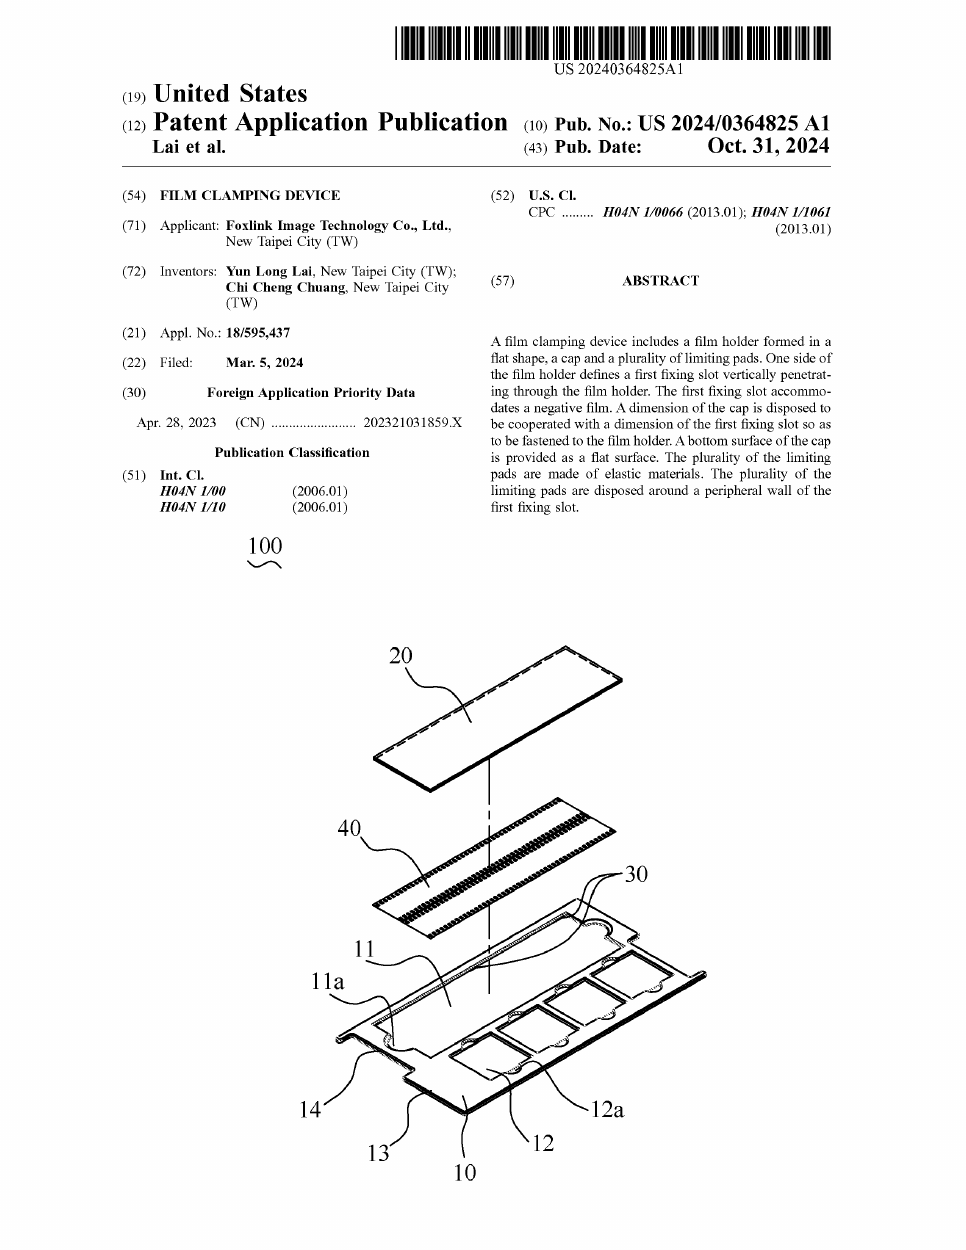 US 20240364825A1
(19) United States
(12) Patent Application Publication
Lai et al.
(10) Pub. No.: US 2024/0364825 A1
(43) Pub. Date: Oct. 31, 2024
(54) FILM CLAMPING DEVICE
(71) Applicant: Foxlink Image Technology Co., Ltd.,
New Taipei City (TW)
(72) Inventors: Yun Long Lai, New Taipei City (TW);
Chi Cheng Chuang, New Taipei City
(TW)
(21) Appl. No.: 18/595,437
(22) Filed: Mar. 5, 2024
(30) Foreign Application Priority Data
Apr. 28, 2023 (CN) ........................ 202321031859.X
Publication Classification
(51) Int. Cl.
H04N 1/00 (2006.01)
H04N 1/10 (2006.01)
(52) U.S. Cl.
CPC ......... H04N 1/0066 (2013.01); H04N 1/1061
(2013.01)
(57) ABSTRACT
A film clamping device includes a film holder formed in a
flat shape, a cap and a plurality of limiting pads. One side of
the film holder defines a first fixing slot vertically penetrat-
ing through the film holder. The first fixing slot accommo-
dates a negative film. A dimension of the cap is disposed to
be cooperated with a dimension of the first fixing slot so as
to be fastened to the film holder. A bottom surface of the cap
is provided as a flat surface. The plurality of the limiting
pads are made of elastic materials. The plurality of the
limiting pads are disposed around a peripheral wall of the
first fixing slot.
100
20
40
30
11
11a
14
12a
12
13
10